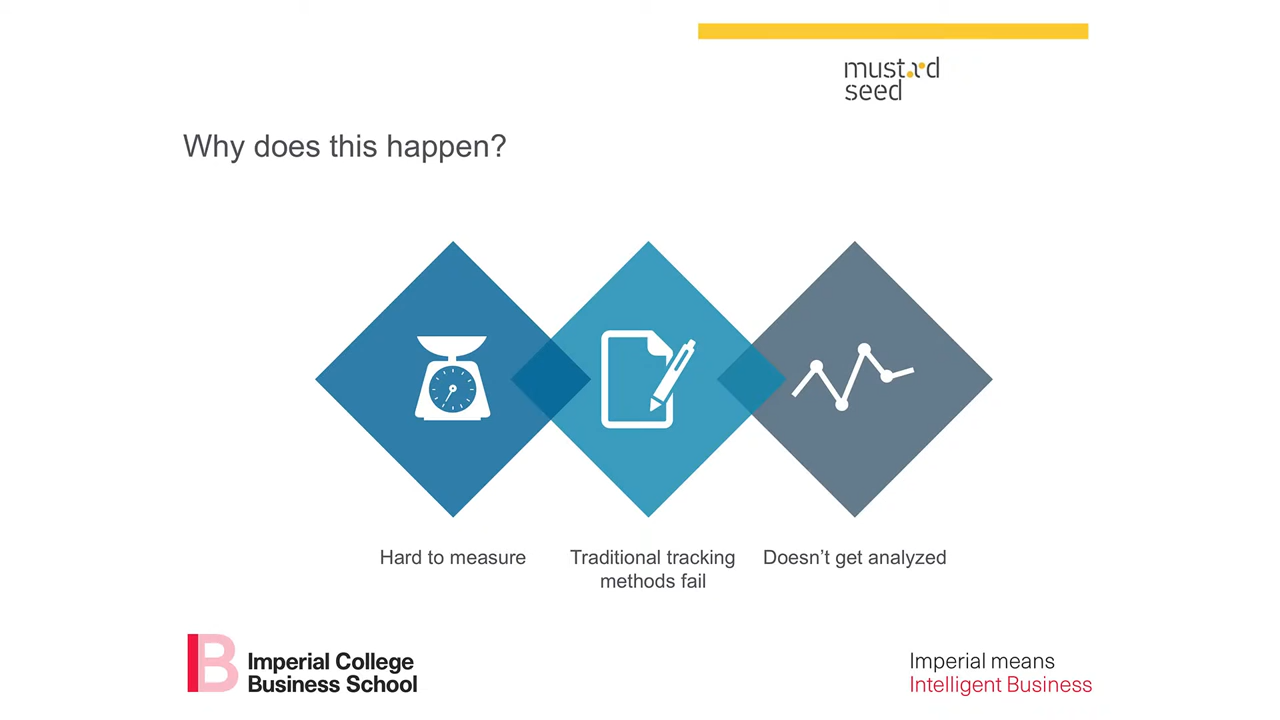 mustard
seed
Why does this happen?
Hard to measure
Traditional tracking
methods fail
Doesn’t get analyzed
IB
Imperial College
Business School
Imperial means
Intelligent Business